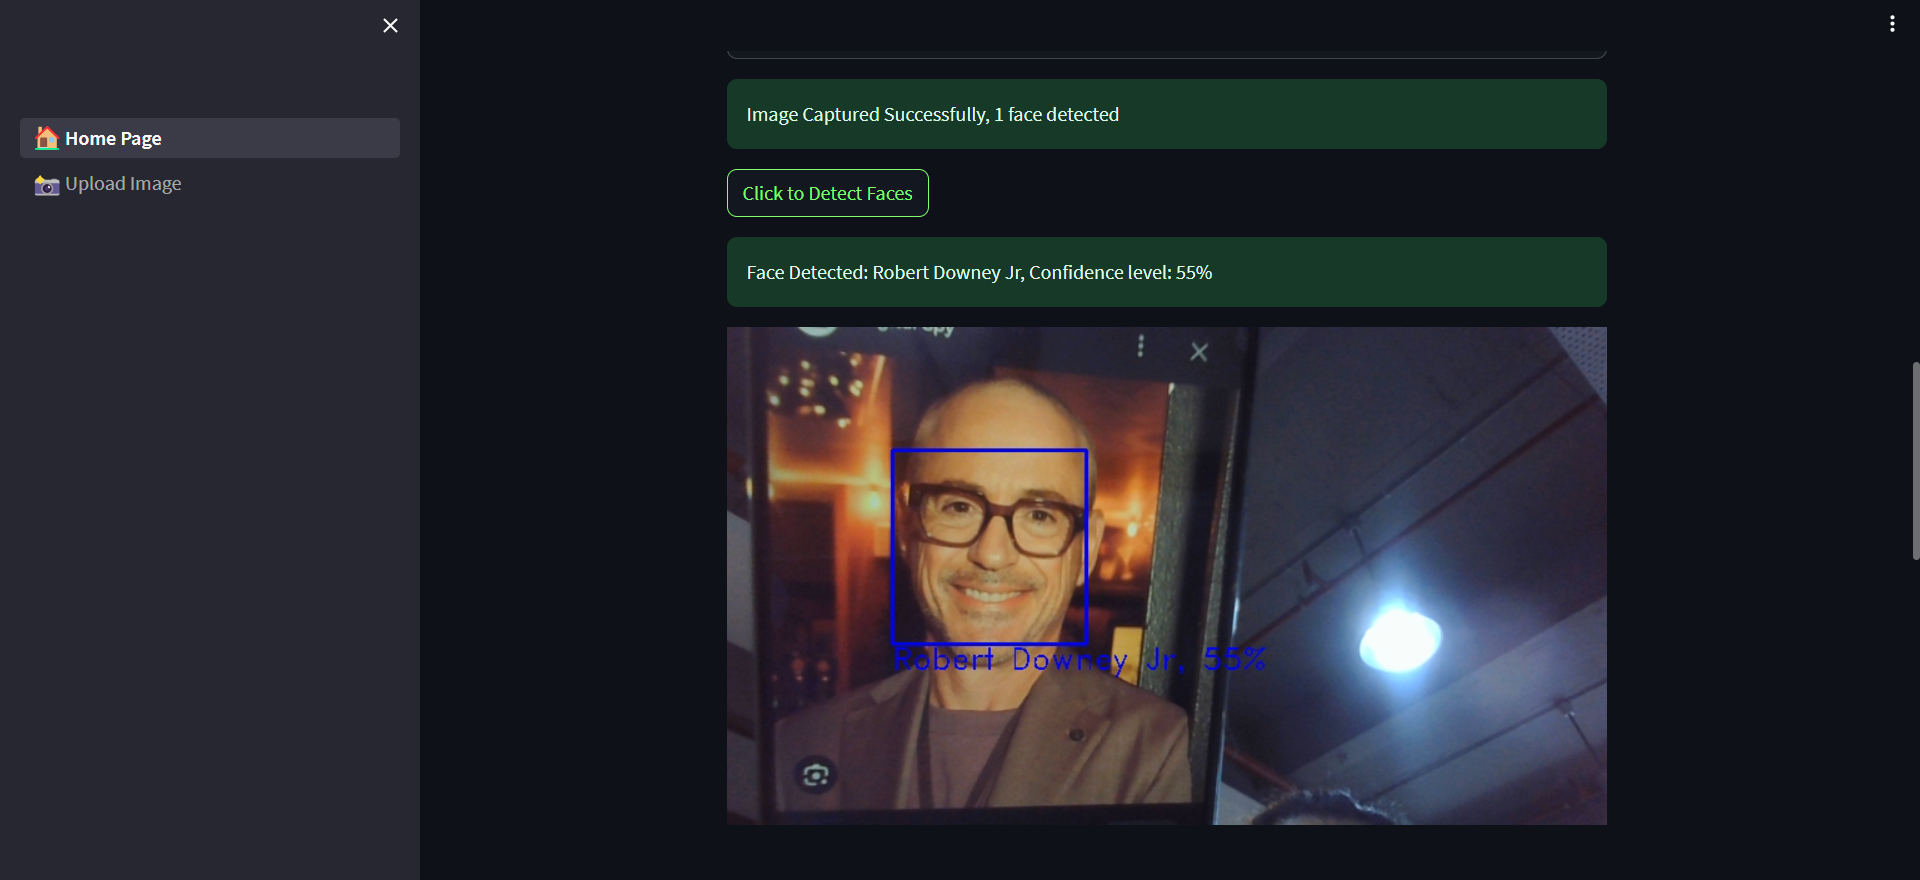 Home Page
Upload Image
Image Captured Successfully, 1 face detected
Click to Detect Faces
Face Detected: Robert Downey Jr, Confidence level: 55%
Robert Downey Jr, 55%